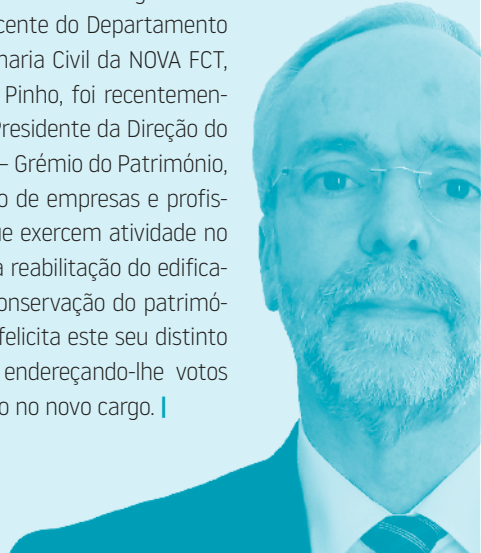 cente do Departamento
naria Civil da NOVA FCT,
Pinho, foi recentemen-
Presidente da Direção do
– Grémio do Património,
o de empresas e profis-
ue exercem atividade no
a reabilitação do edifica-
onservação do patrimó-
felicita este seu distinto
endereçando-lhe votos
o no novo cargo. |